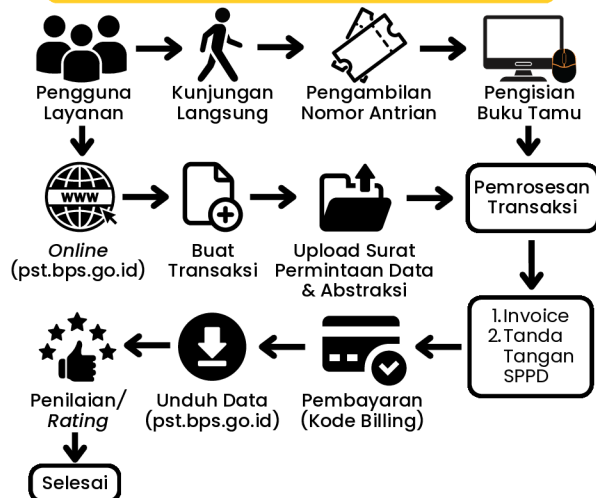 Pengguna
Layanan
Kunjungan
Langsung
Pengambilan
Nomor Antrian
Pengisian
Buku Tamu
WWW
Online
(pst.bps.go.id)
Buat
Transaksi
Upload Surat
Permintaan Data
& Abstraksi
Pemrosesan
Transaksi
1.Invoice
2.Tanda
Tangan
SPPD
Pembayaran
(Kode Billing)
Unduh Data
(pst.bps.go.id)
Penilaian/
Rating
Selesai